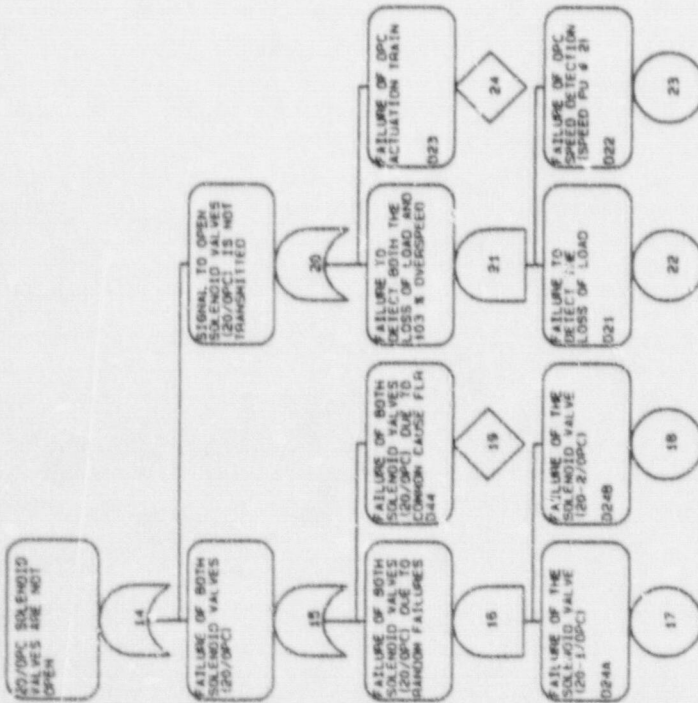 (20/OPC SOLENOID
VALVES ARE NOT
OPEN
14
FAILURE OF BOTH
SOLENOID VALVES
(20/OPC)
SIGNAL TO OPEN
SOLENOID VALVES
(20/OPC) IS NOT
TRANSMITTED
15
20
FAILURE OF BOTH
SOLENOID VALVES
(20/OPC) DUE TO
RANDOM FAILURES
FAILURE OF BOTH
SOLENOID VALVES
(20/OPC) DUE TO
COMMON CAUSE FLR
D44
FAILURE TO
DETECT BOTH THE
LOSS OF LOAD AND
103 % OVERSPEED
FAILURE OF OPC
ACTUATION TRAIN
D23
16
19
21
24
FAILURE OF THE
SOLENOID VALVE
(20-1/OPC)
D24A
FAILURE OF THE
SOLENOID VALVE
(20-2/OPC)
D24B
FAILURE TO
DETECT THE
LOSS OF LOAD
D21
FAILURE OF OPC
SPEED DETECTION
(SPEED PU # 2)
D22
17
18
22
23